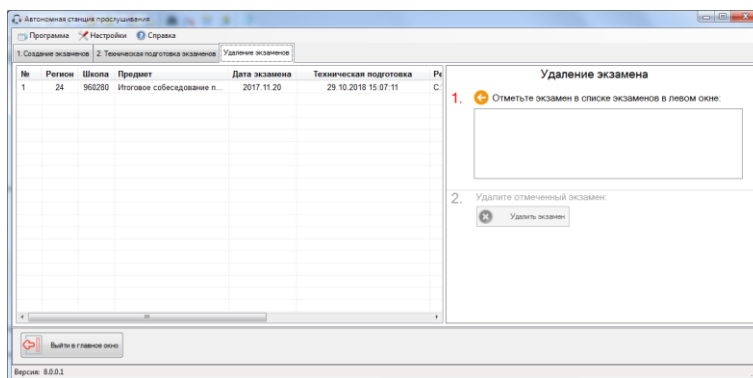 Автономная станция прослушивания
Программа Настройки Справка
1. Создание экзаменов 2. Техническая подготовка экзаменов Удаление экзаменов
№ Регион Школа Предмет Дата экзамена Техническая подготовка Ре
1 24 960280 Итоговое собеседование п... 2017.11.20 29.10.2018 15:07:11 C:
Удаление экзамена
1. Отметьте экзамен в списке экзаменов в левом окне:
2. Удалите отмеченный экзамен:
Удалить экзамен
Выйти в главное окно
Версия: 8.0.0.1